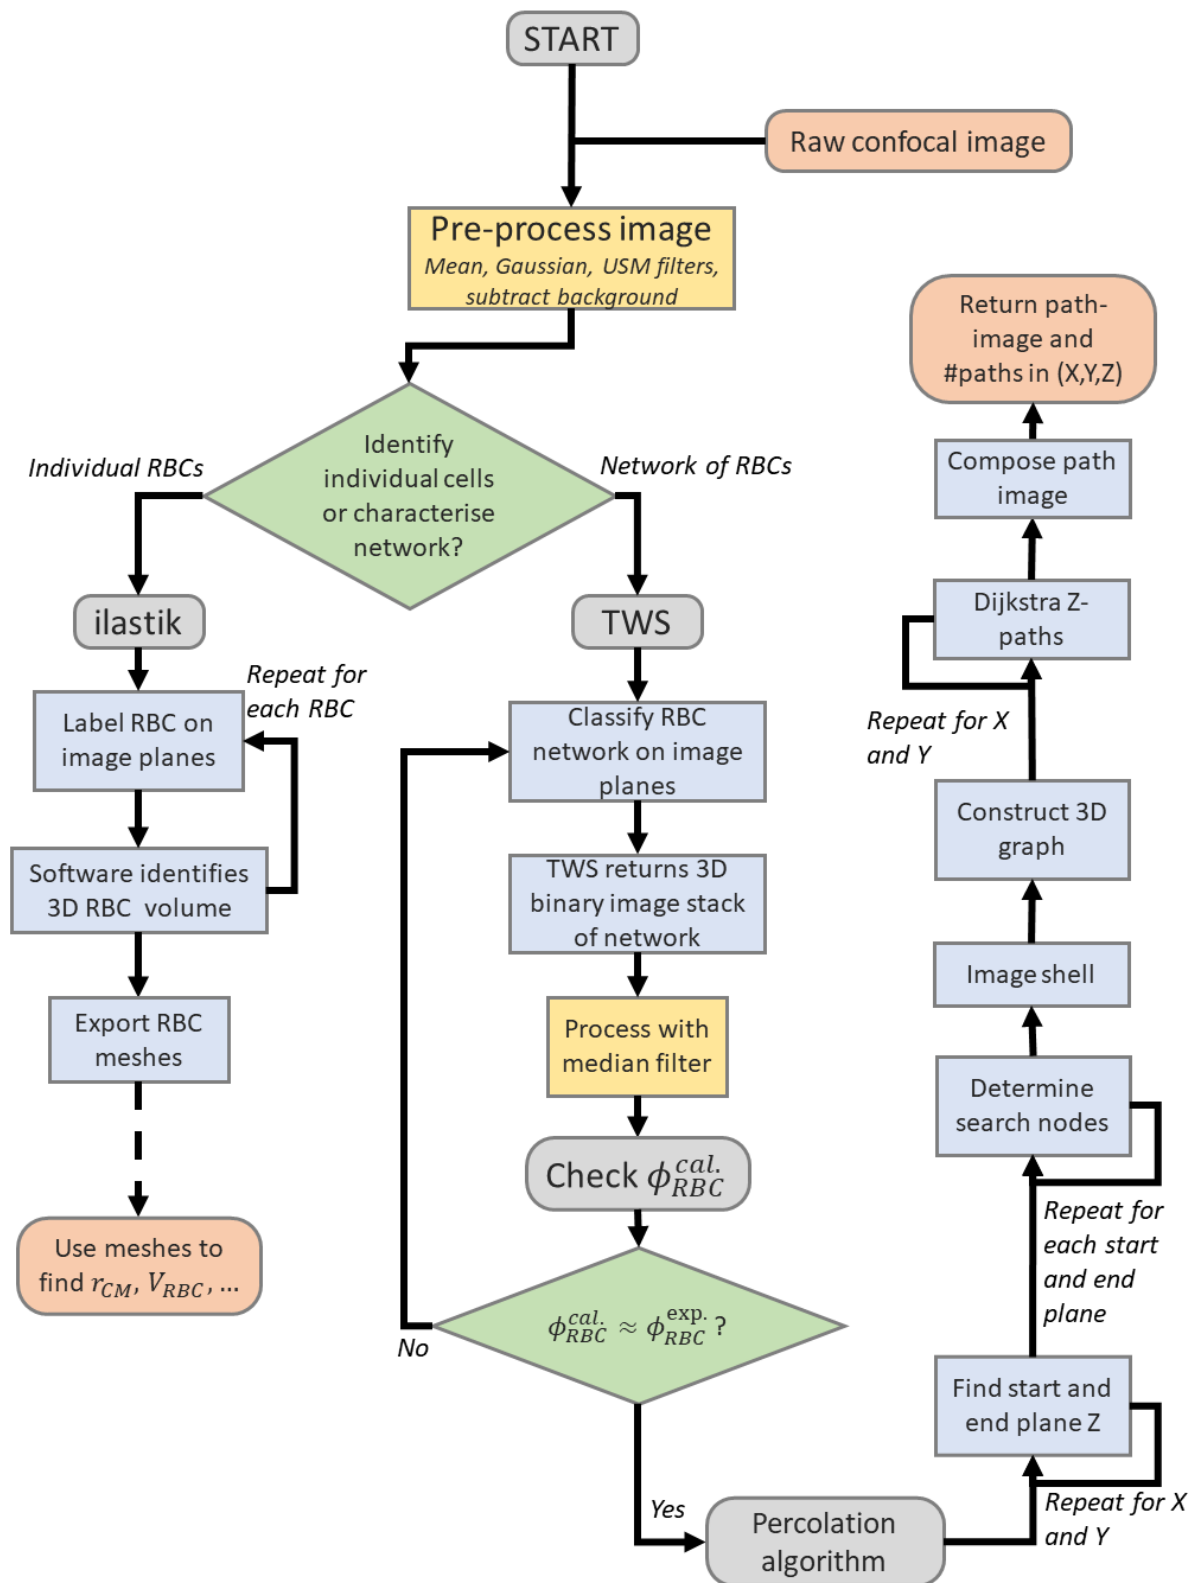 START
Raw confocal image
Pre-process image
Mean, Gaussian, USM filters,
subtract background
Identify
individual cells
or characterise
network?
Individual RBCs
Network of RBCs
ilastik
Repeat for
each RBC
Label RBC on
image planes
Software identifies
3D RBC volume
Export RBC
meshes
Use meshes to
find r_{CM}, V_{RBC}, ...
TWS
Classify RBC
network on image
planes
TWS returns 3D
binary image stack
of network
Process with
median filter
Check ϕ_{RBC}^{cal.}
ϕ_{RBC}^{cal.} ≈ ϕ_{RBC}^{exp.} ?
No
Yes
Percolation
algorithm
Repeat for X
and Y
Find start and
end plane Z
Repeat for
each start
and end
plane
Determine
search nodes
Image shell
Construct 3D
graph
Repeat for X
and Y
Dijkstra Z-
paths
Compose path
image
Return path-
image and
#paths in (X,Y,Z)